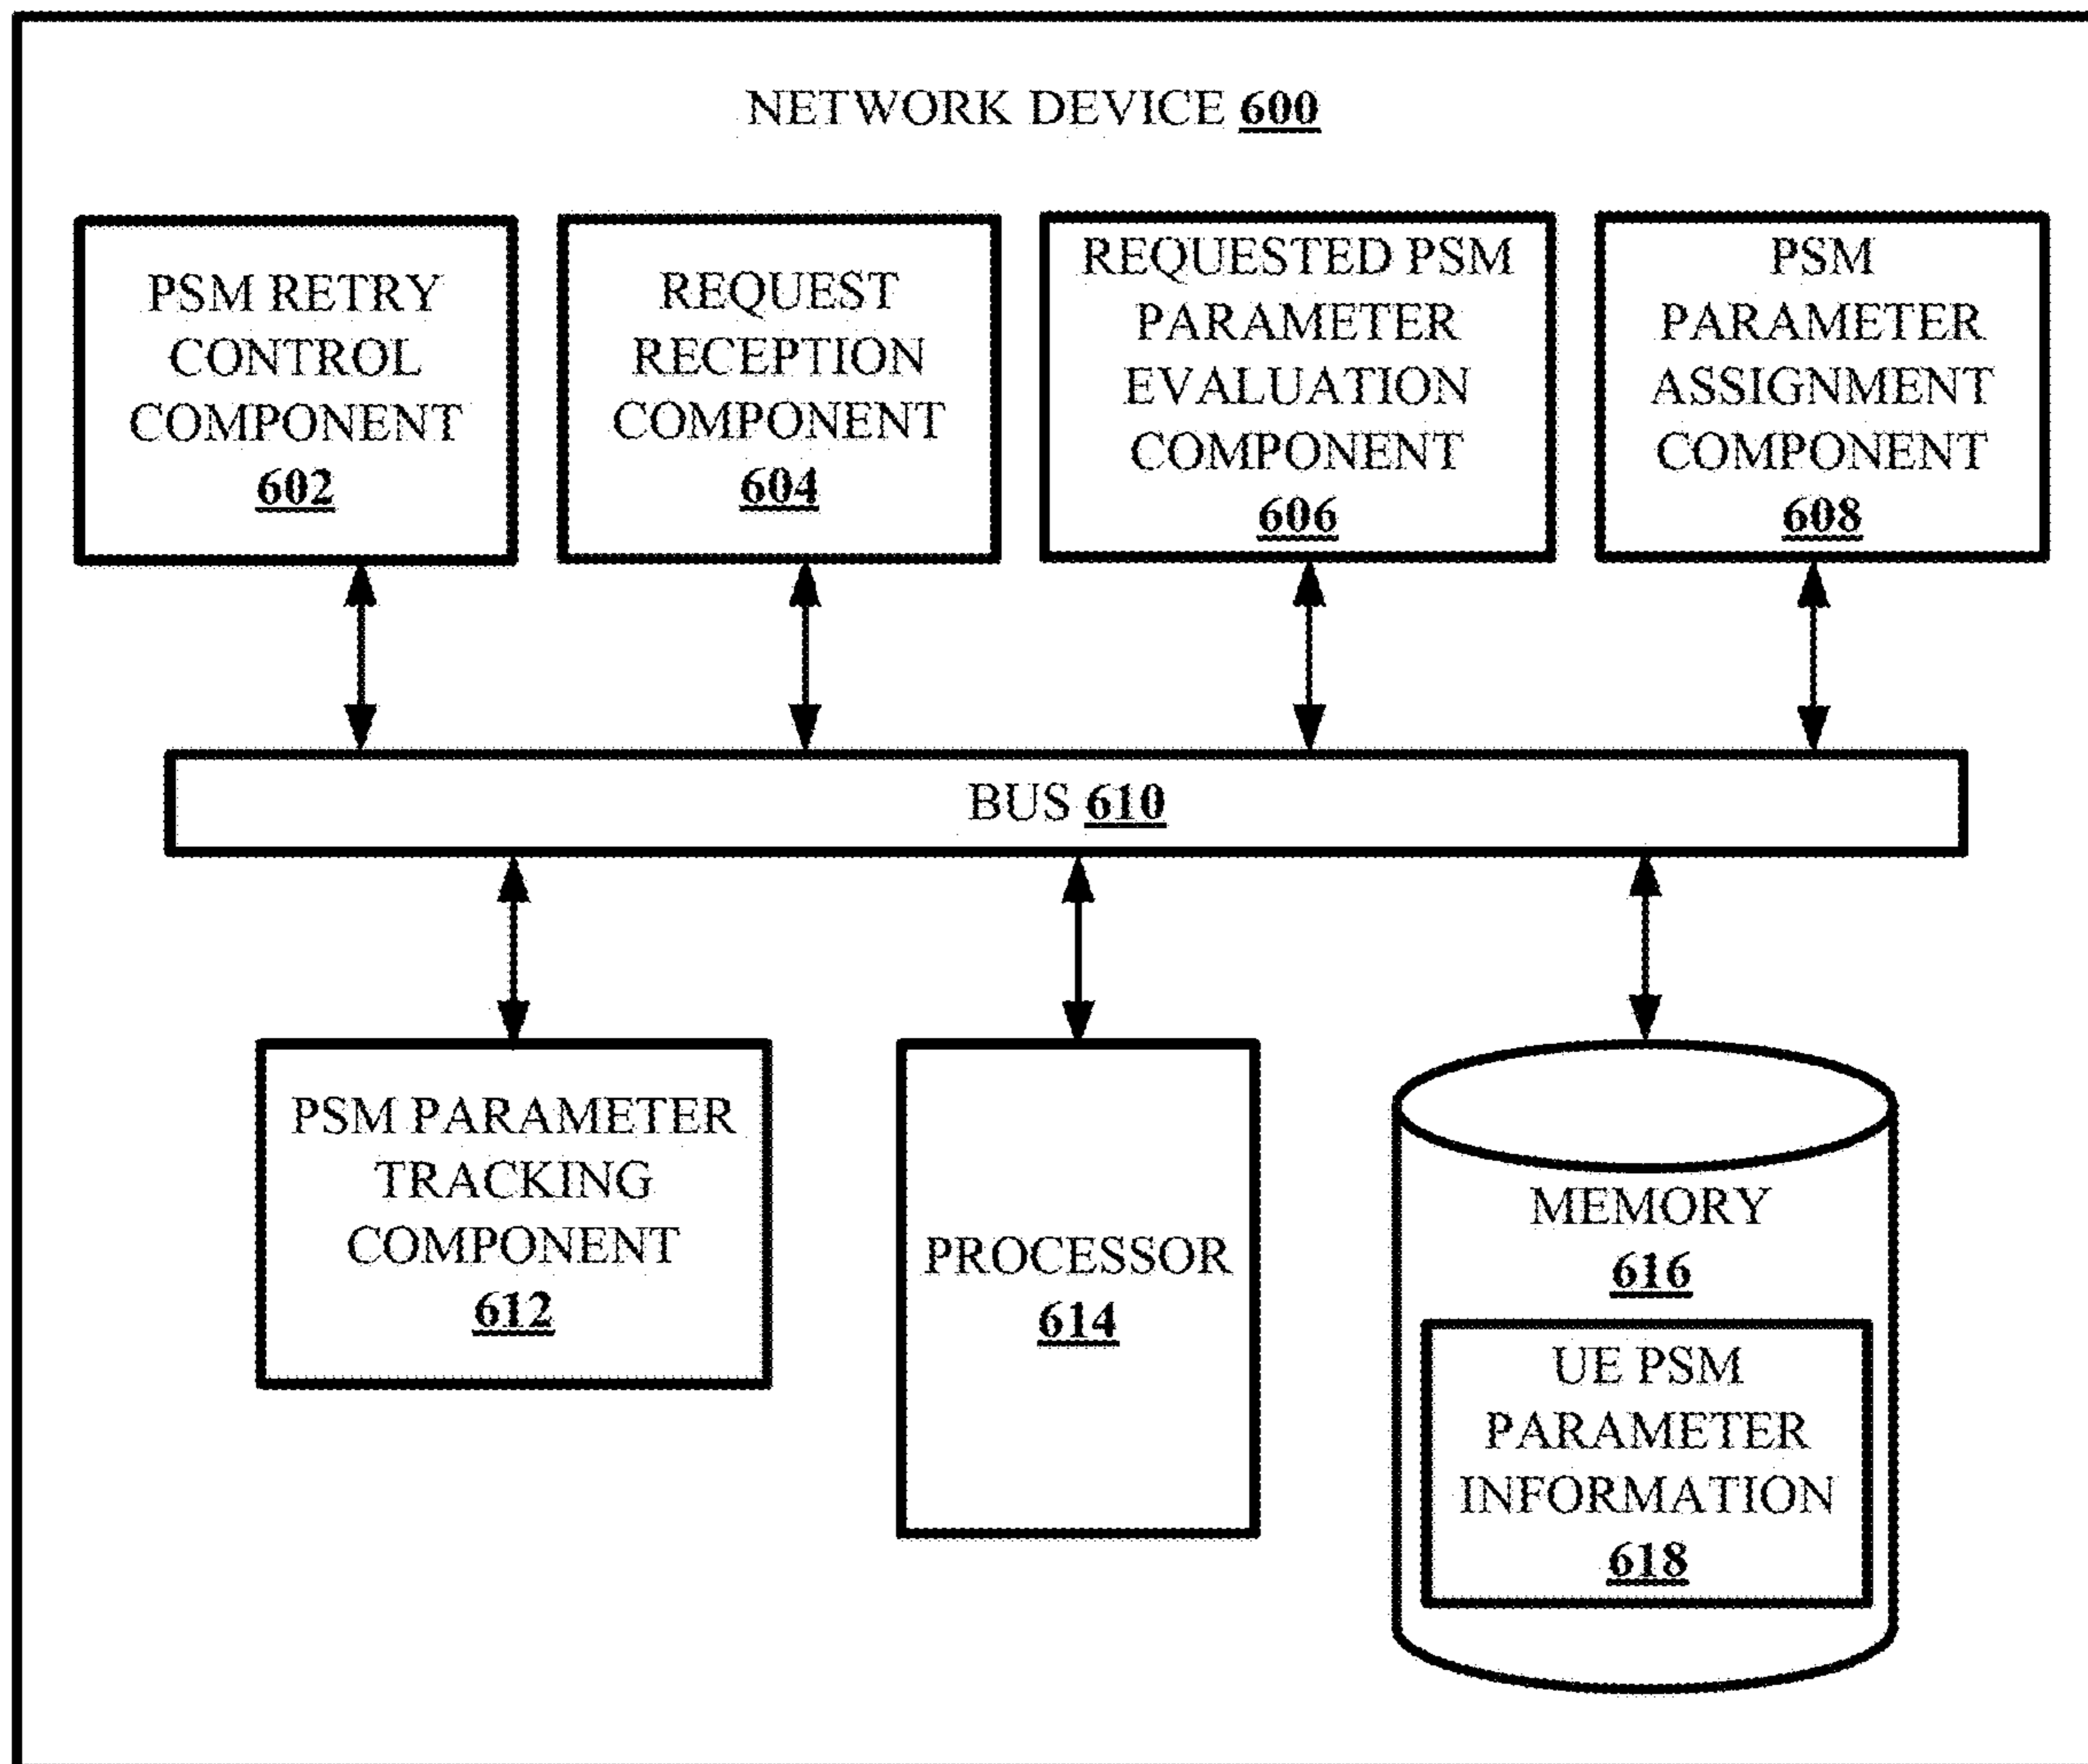 NETWORK DEVICE 600
PSM RETRY
CONTROL
COMPONENT
602
REQUEST
RECEPTION
COMPONENT
604
REQUESTED PSM
PARAMETER
EVALUATION
COMPONENT
606
PSM
PARAMETER
ASSIGNMENT
COMPONENT
608
BUS 610
PSM PARAMETER
TRACKING
COMPONENT
612
PROCESSOR
614
MEMORY
616
UE PSM
PARAMETER
INFORMATION
618